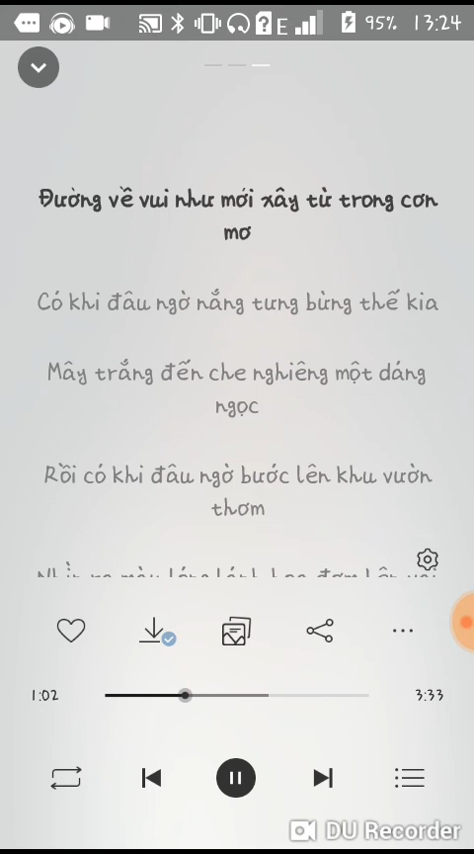 E 95% 13:24
Đường về vui như mới xây từ trong cơn
mơ
Có khi đâu ngờ nắng tưng bừng thế kia
Mây trắng đến che nghiêng một dáng
ngọc
Rồi có khi đâu ngờ bước lên khu vườn
thơm
1:02 3:33
DU Recorder